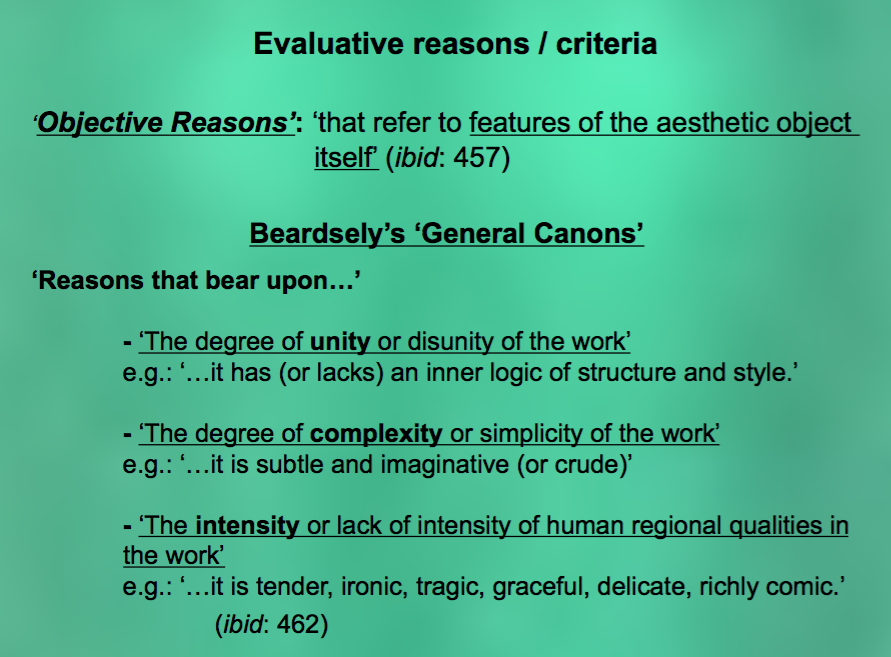 Evaluative reasons / criteria
‘Objective Reasons’: ‘that refer to features of the aesthetic object
itself’ (ibid: 457)
Beardsely’s ‘General Canons’
‘Reasons that bear upon…’
- ‘The degree of unity or disunity of the work’
e.g.: ‘…it has (or lacks) an inner logic of structure and style.’
- ‘The degree of complexity or simplicity of the work’
e.g.: ‘…it is subtle and imaginative (or crude)’
- ‘The intensity or lack of intensity of human regional qualities in
the work’
e.g.: ‘…it is tender, ironic, tragic, graceful, delicate, richly comic.’
(ibid: 462)